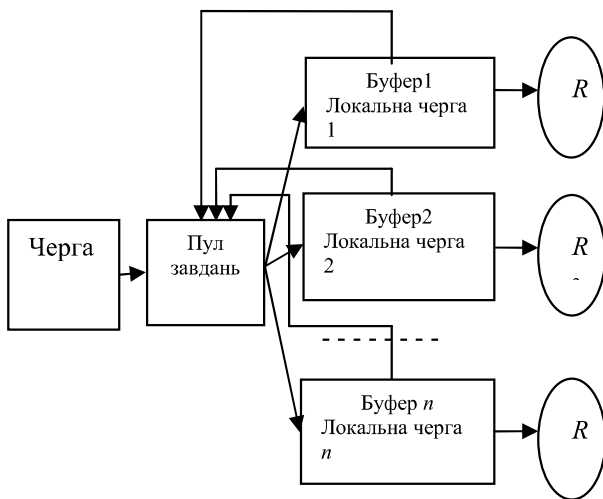 Буфер1
Локальна черга
1
R
Черга
Пул
завдань
Буфер2
Локальна черга
2
R
Буфер n
Локальна черга
n
R